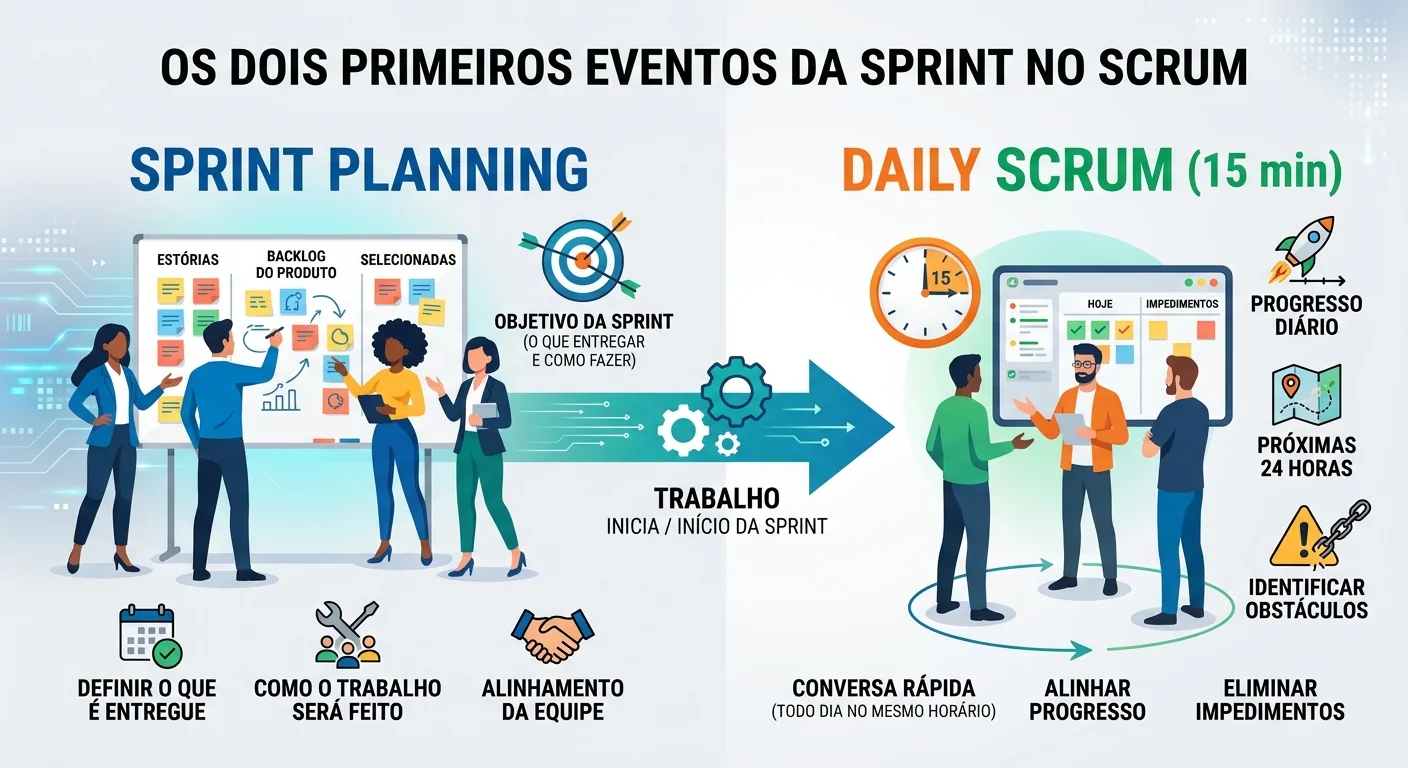 OS DOIS PRIMEIROS EVENTOS DA SPRINT NO SCRUM
SPRINT PLANNING
ESTÓRIAS
BACKLOG
DO PRODUTO
SELECIONADAS
OBJETIVO DA SPRINT
(O QUE ENTREGAR
E COMO FAZER)
TRABALHO
INICIA / INÍCIO DA SPRINT
DEFINIR O QUE
É ENTREGUE
COMO O TRABALHO
SERÁ FEITO
ALINHAMENTO
DA EQUIPE
DAILY SCRUM (15 min)
15
HOJE
IMPEDIMENTOS
PROGRESSO
DIÁRIO
PRÓXIMAS
24 HORAS
IDENTIFICAR
OBSTÁCULOS
CONVERSA RÁPIDA
(TODO DIA NO MESMO HORÁRIO)
ALINHAR
PROGRESSO
ELIMINAR
IMPEDIMENTOS